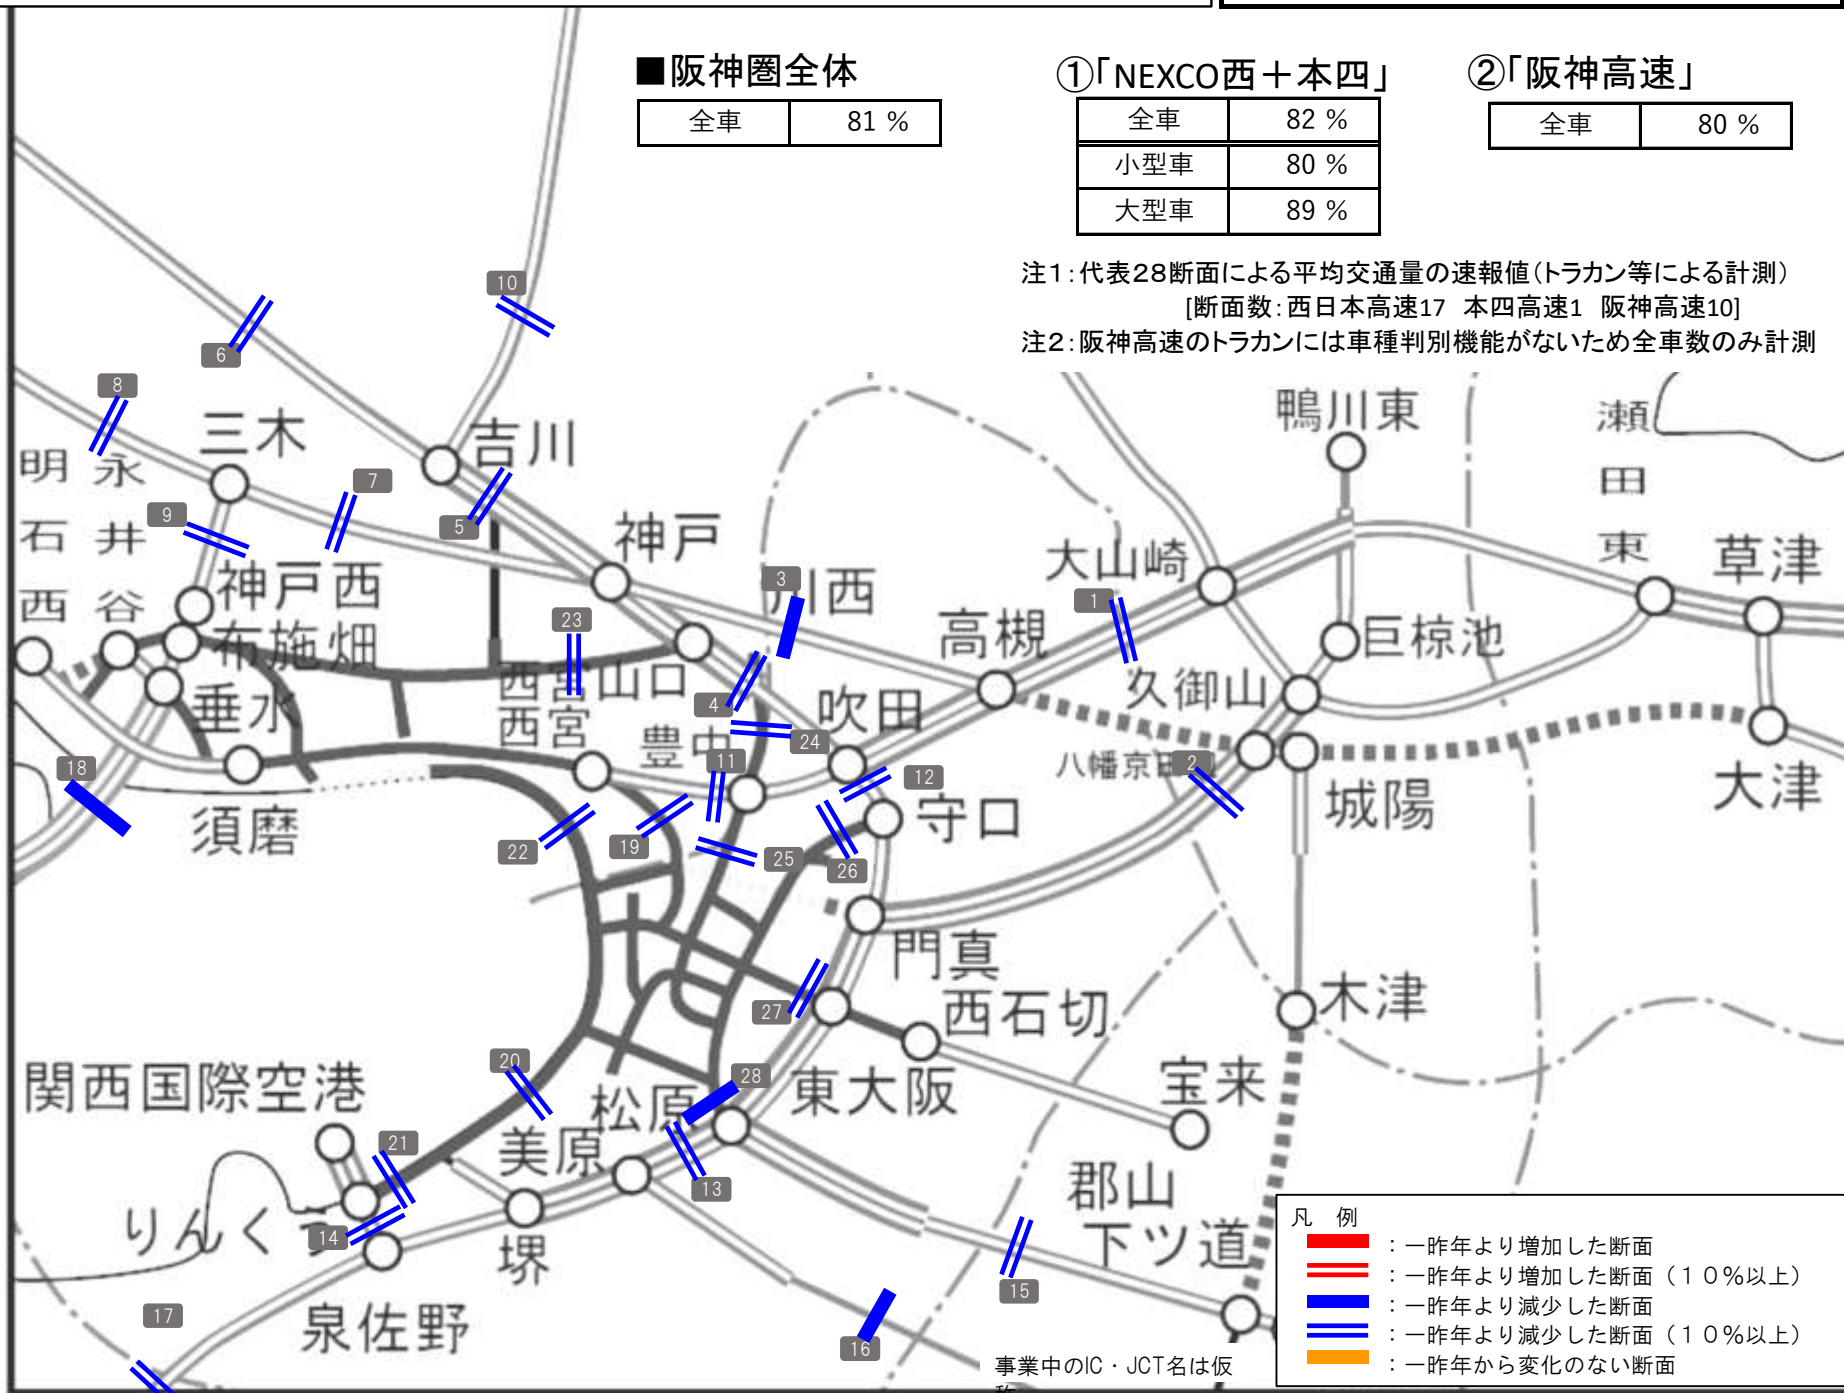 ■阪神圏全体
全車 81 %
①「NEXCO西＋本四」
全車 82 %
小型車 80 %
大型車 89 %
②「阪神高速」
全車 80 %
注1：代表28断面による平均交通量の速報値（トラカン等による計測）
[断面数：西日本高速17 本四高速1 阪神高速10]
注2：阪神高速のトラカンには車種判別機能がないため全車数のみ計測
10
6
8
三木
吉川
鴨川東
瀬田東
明石西
永井谷
7
9
5
神戸
大山崎
草津
神戸西
3
川西
1
高槻
23
布施畑
巨椋池
西宮山口
久御山
垂水
4
吹田
西宮
豊中
24
11
八幡京田
2
12
18
大津
城陽
須磨
守口
22
19
25
26
門真
27
西石切
木津
関西国際空港
20
28
松原
東大阪
宝来
21
美原
13
郡山
りんくう
14
下ツ道
堺
15
17
泉佐野
16
事業中のIC・JCT名は仮
称
凡 例
：一昨年より増加した断面
：一昨年より増加した断面（１０％以上）
：一昨年より減少した断面
：一昨年より減少した断面（１０％以上）
：一昨年から変化のない断面